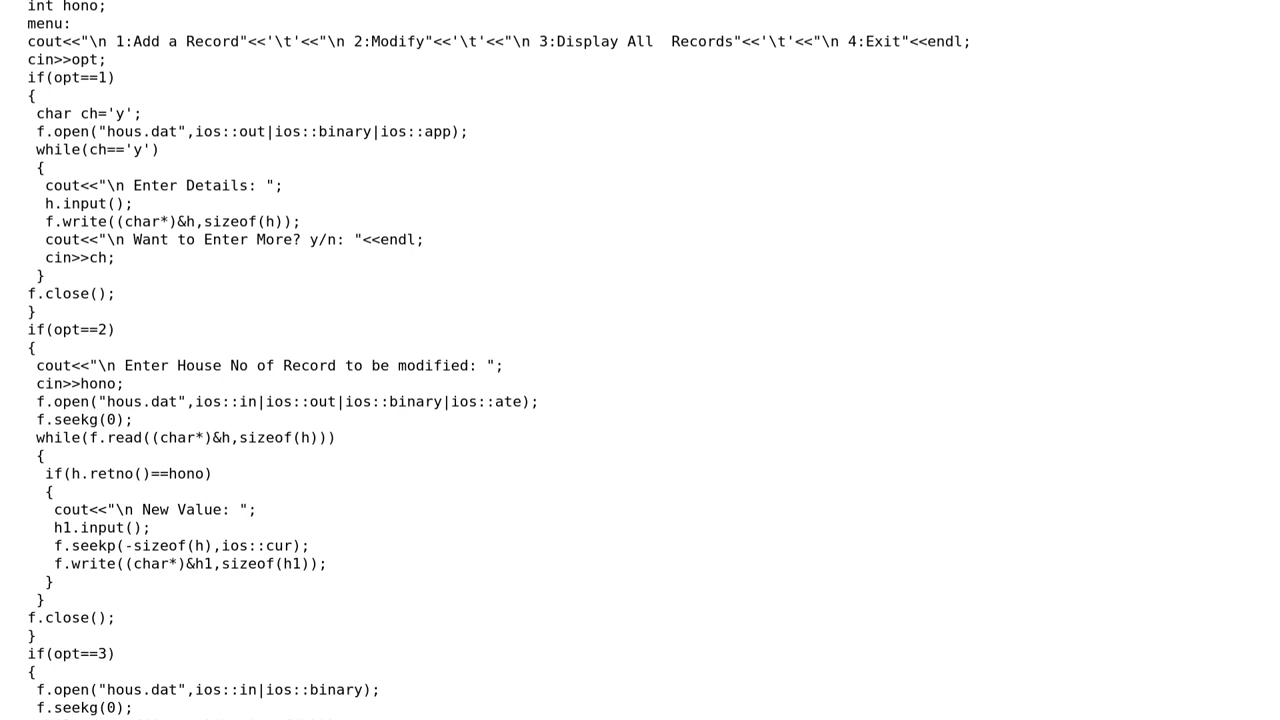 int hono;
menu:
cout<<"\n 1:Add a Record"<<'\t'<<"\n 2:Modify"<<'\t'<<"\n 3:Display All  Records"<<'\t'<<"\n 4:Exit"<<endl;
cin>>opt;
if(opt==1)
{
 char ch='y';
 f.open("hous.dat",ios::out|ios::binary|ios::app);
 while(ch=='y')
 {
  cout<<"\n Enter Details: ";
  h.input();
  f.write((char*)&h,sizeof(h));
  cout<<"\n Want to Enter More? y/n: "<<endl;
  cin>>ch;
 }
f.close();
}
if(opt==2)
{
 cout<<"\n Enter House No of Record to be modified: ";
 cin>>hono;
 f.open("hous.dat",ios::in|ios::out|ios::binary|ios::ate);
 f.seekg(0);
 while(f.read((char*)&h,sizeof(h)))
 {
  if(h.retno()==hono)
  {
   cout<<"\n New Value: ";
   h1.input();
   f.seekp(-sizeof(h),ios::cur);
   f.write((char*)&h1,sizeof(h1));
  }
 }
f.close();
}
if(opt==3)
{
 f.open("hous.dat",ios::in|ios::binary);
 f.seekg(0);